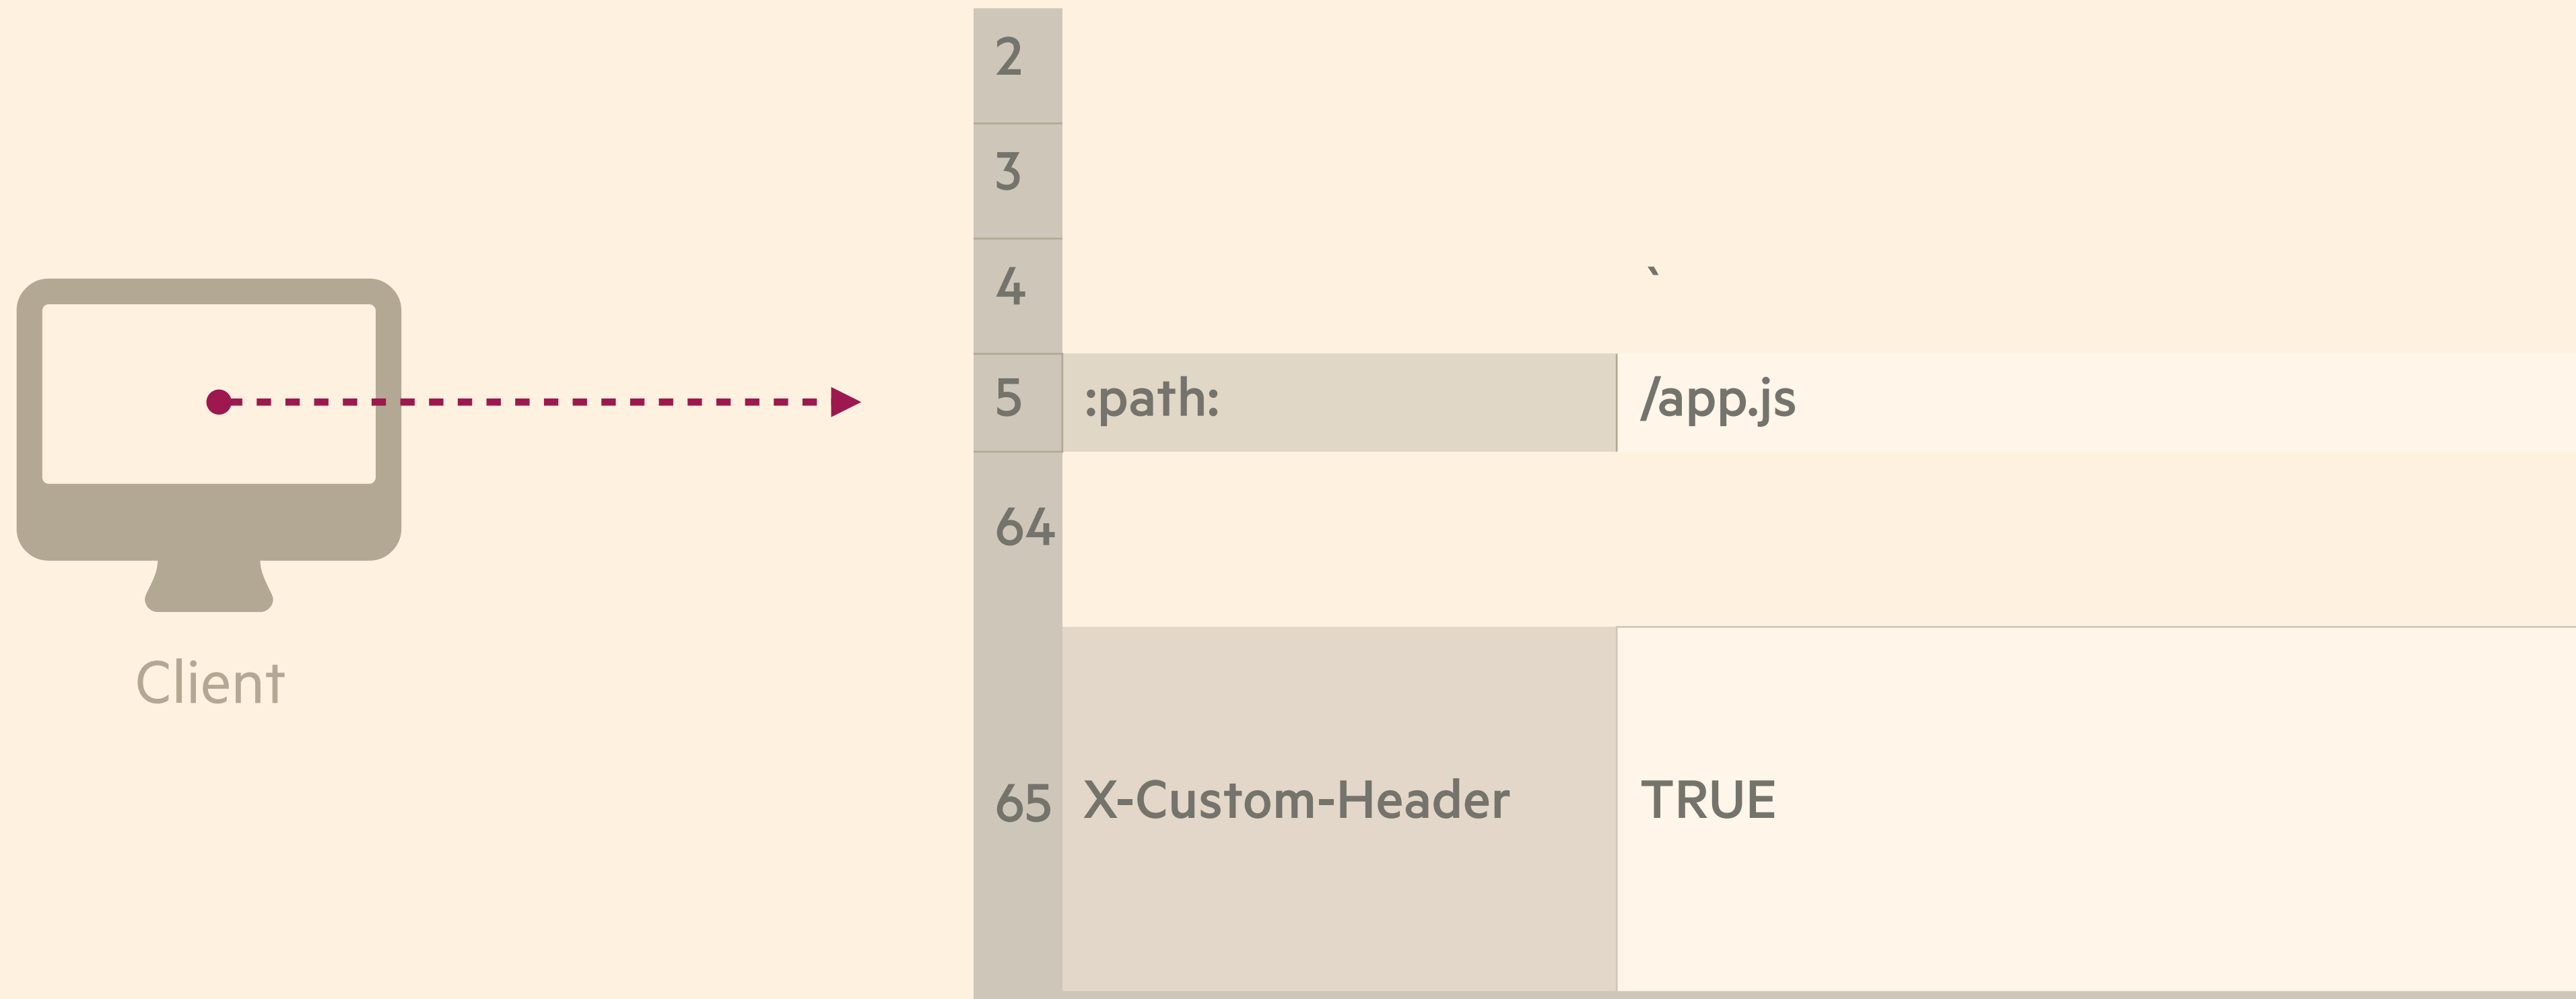 2
3
4 `
5 :path: /app.js
64
65 X-Custom-Header TRUE
Client